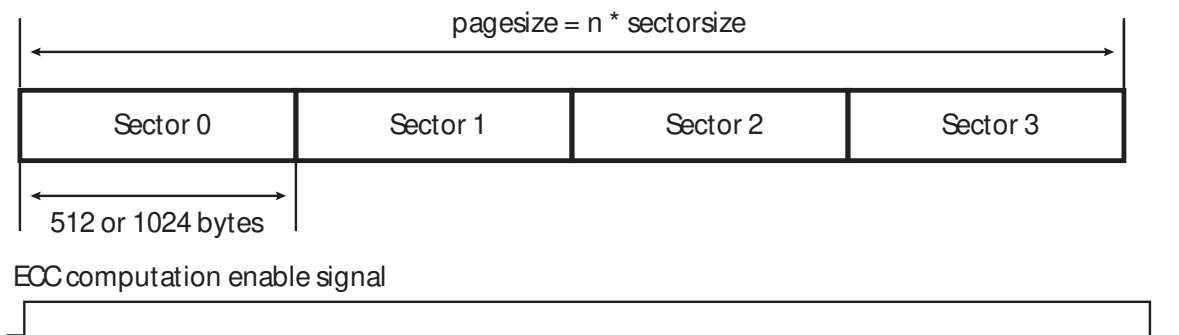 pagesize = n * sectorsize
Sector 0 Sector 1 Sector 2 Sector 3
512 or 1024 bytes
ECC computation enable signal